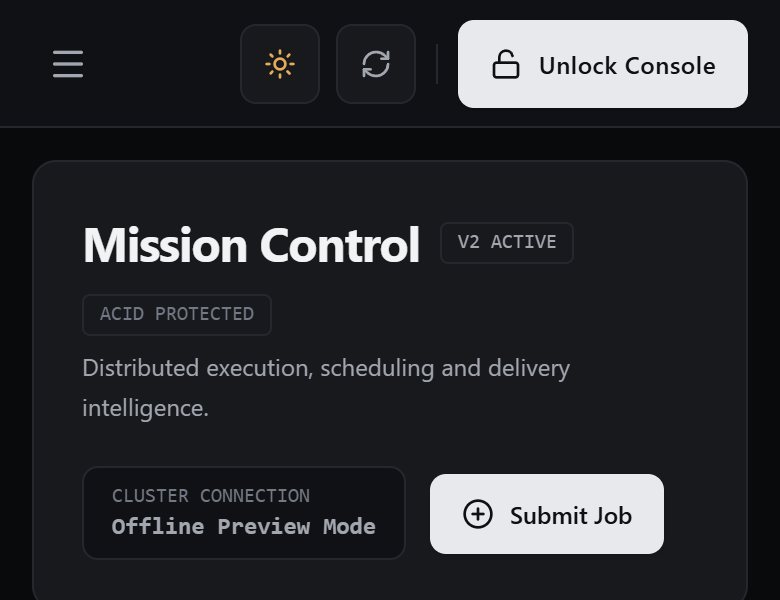 Unlock Console
Mission Control
V2 ACTIVE
ACID PROTECTED
Distributed execution, scheduling and delivery
intelligence.
CLUSTER CONNECTION
Offline Preview Mode
Submit Job